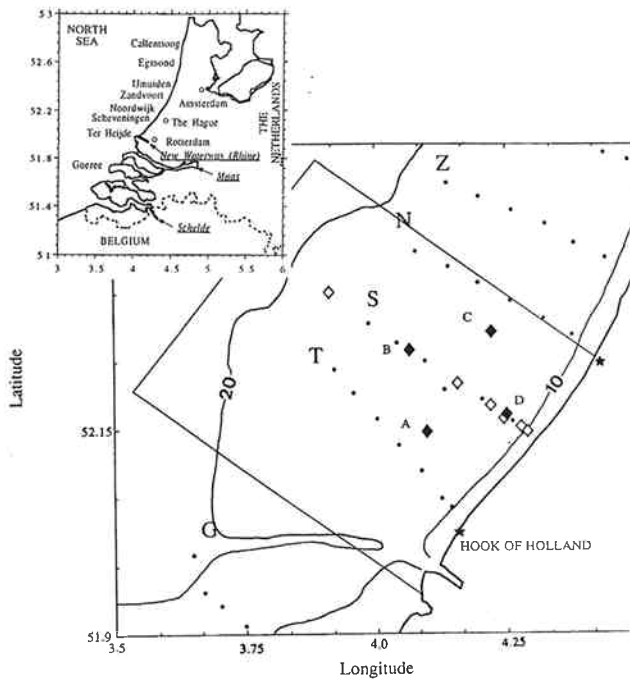 53
NORTH
SEA
Callentsoog
52.6
Egmond
IJmuiden
Zandvoort
Amsterdam
52.2
Noordwijk
Scheveningen
The Hague
Ter Heijde
Rotterdam
THE
NETHERLANDS
New Waterway (Rhine)
51.8
Goeree
Maas
51.4
Schelde
BELGIUM
51
3 3.5 4 4.5 5 5.5 6
Z
N
S
C
T
B
20
10
D
A
52.15
G
HOOK OF HOLLAND
51.9
3.5 3.75 4.0 4.25
Latitude
Longitude